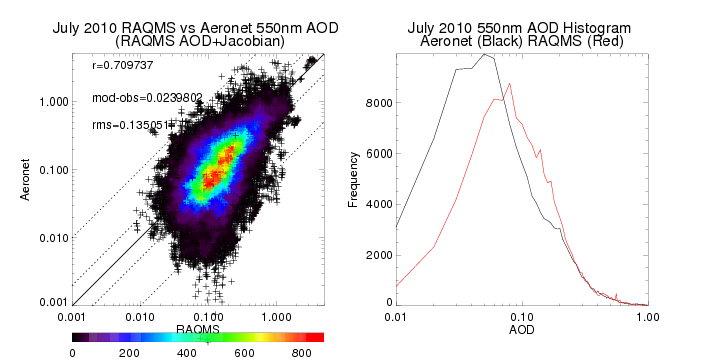 July 2010 RAQMS vs Aeronet 550nm AOD
(RAQMS AOD+Jacobian)
r=0.709737
mod-obs=0.0239802
rms=0.135051
1.000
0.100
0.010
0.001
Aeronet
0.001 0.010 0.100 1.000
RAQMS
0 200 400 600 800
July 2010 550nm AOD Histogram
Aeronet (Black) RAQMS (Red)
8000
6000
4000
2000
0
Frequency
0.01 0.10 1.00
AOD